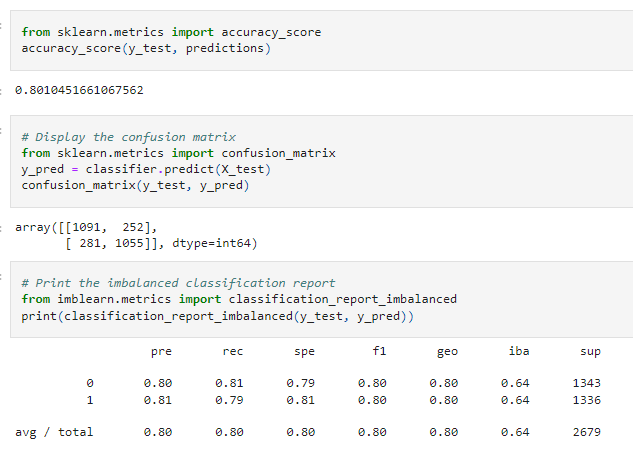 from sklearn.metrics import accuracy_score
accuracy_score(y_test, predictions)
0.8010451661067562
# Display the confusion matrix
from sklearn.metrics import confusion_matrix
y_pred = classifier.predict(X_test)
confusion_matrix(y_test, y_pred)
array([[1091,  252],
       [ 281, 1055]], dtype=int64)
# Print the imbalanced classification report
from imblearn.metrics import classification_report_imbalanced
print(classification_report_imbalanced(y_test, y_pred))
pre rec spe f1 geo iba sup
0 0.80 0.81 0.79 0.80 0.80 0.64 1343
1 0.81 0.79 0.81 0.80 0.80 0.64 1336
avg / total 0.80 0.80 0.80 0.80 0.80 0.64 2679